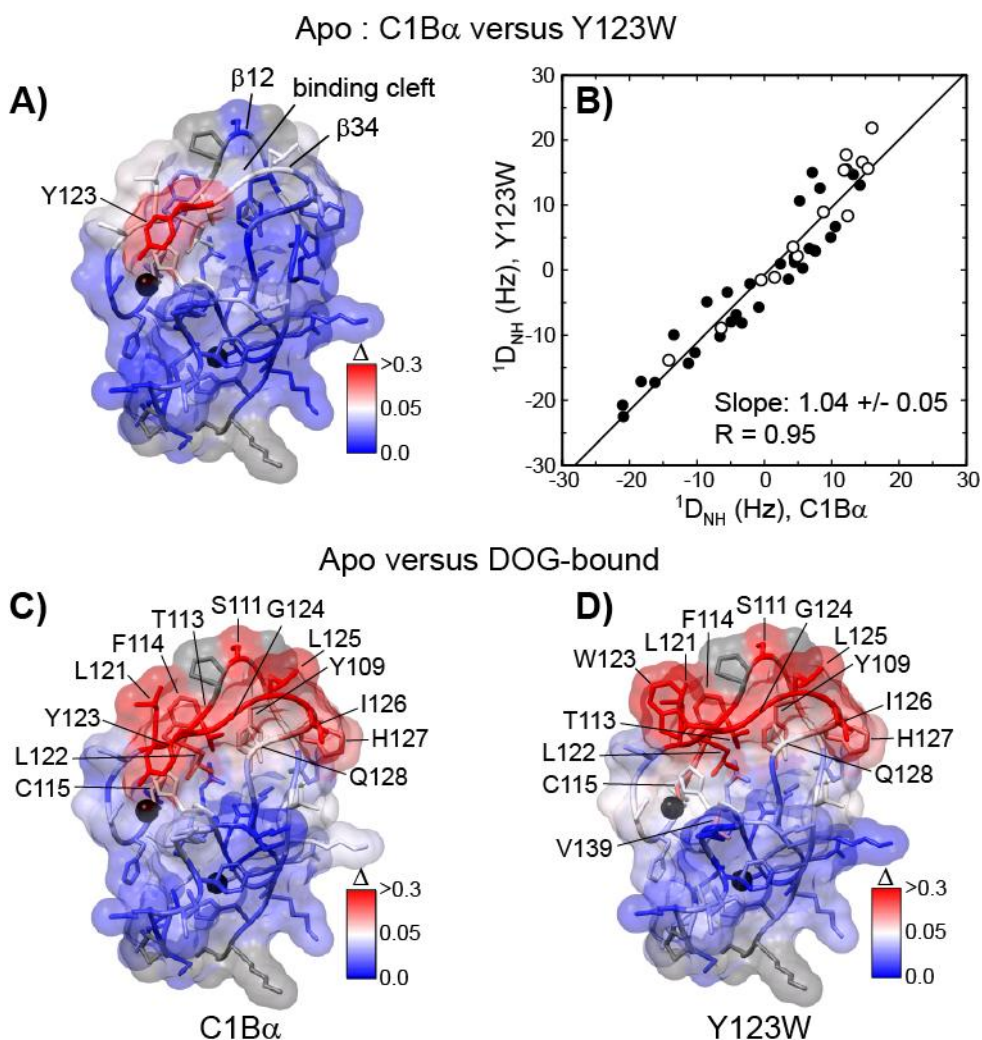 Apo : C1Bα versus Y123W
A)
β12
binding cleft
β34
Y123
Δ
>0.3
0.05
0.0
B)
30
20
10
0
-10
-20
-30
¹D_NH (Hz), Y123W
Slope: 1.04 +/- 0.05
R = 0.95
-30 -20 -10 0 10 20 30
¹D_NH (Hz), C1Bα
Apo versus DOG-bound
C)
S111
G124
T113
L125
F114
Y109
L121
I126
Y123
H127
L122
Q128
C115
Δ
>0.3
0.05
0.0
C1Bα
D)
S111
G124
F114
L125
L121
Y109
W123
I126
T113
H127
L122
Q128
C115
V139
Δ
>0.3
0.05
0.0
Y123W